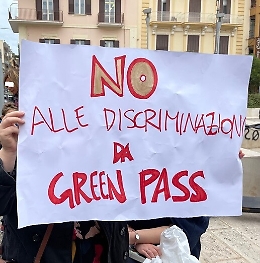 NO
ALLE DISCRIMINAZIONI
DA
GREEN PASS